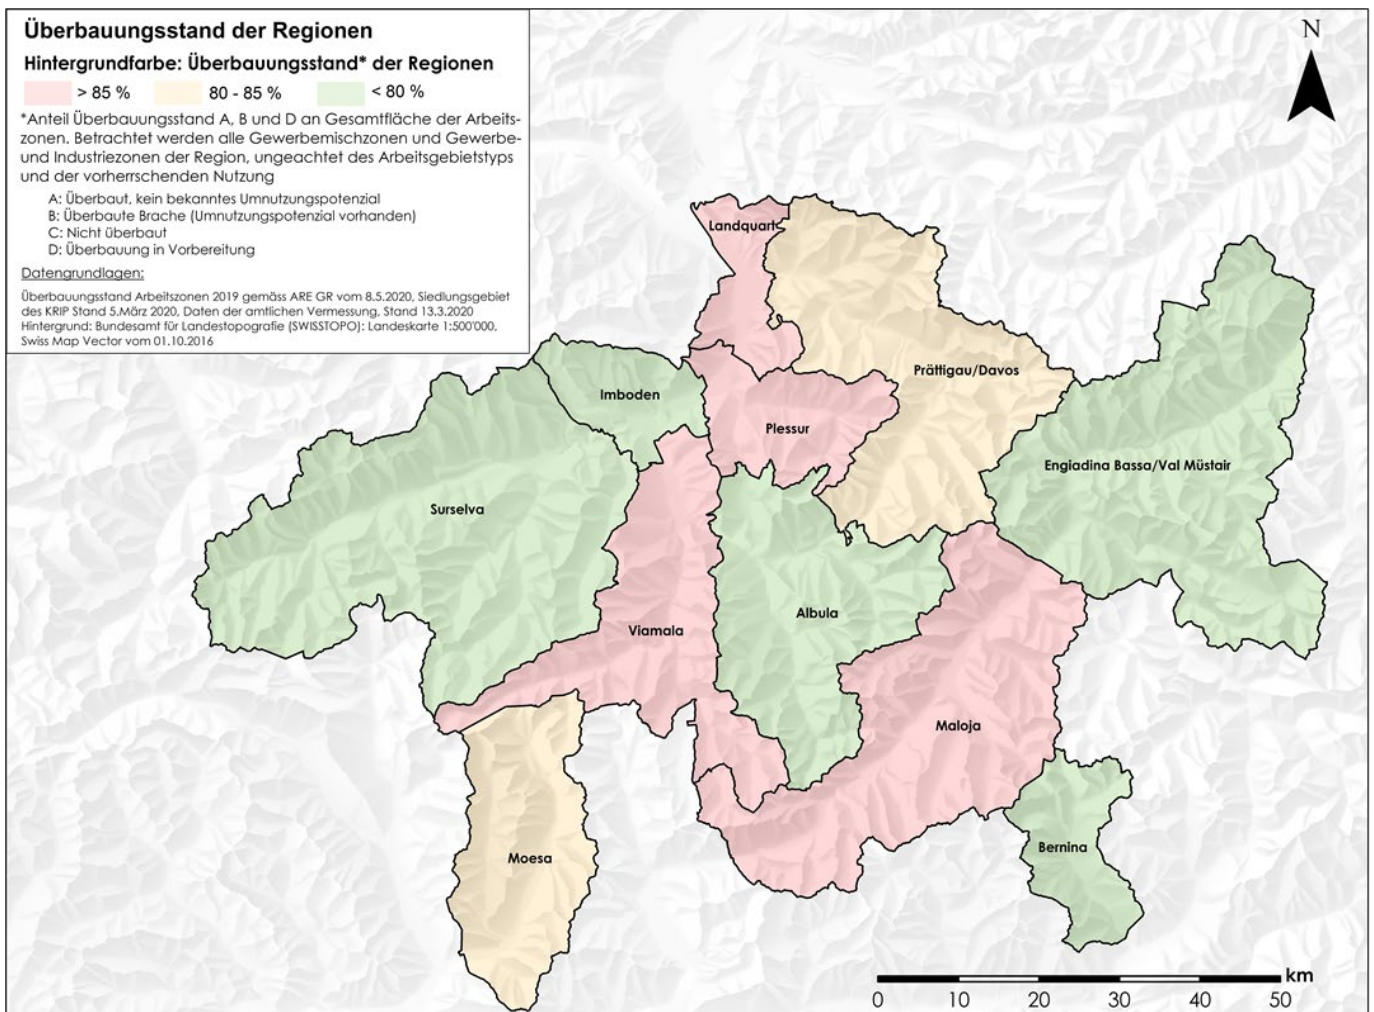 Überbauungsstand der Regionen
Hintergrundfarbe: Überbauungsstand* der Regionen
> 85 % 80 - 85 % < 80 %
*Anteil Überbauungsstand A, B und D an Gesamtfläche der Arbeits-
zonen. Betrachtet werden alle Gewerbemischzonen und Gewerbe-
und Industriezonen der Region, ungeachtet des Arbeitsgebietstyps
und der vorherrschenden Nutzung
A: Überbaut, kein bekanntes Umnutzungspotenzial
B: Überbaute Brache (Umnutzungspotenzial vorhanden)
C: Nicht überbaut
D: Überbauung in Vorbereitung
Datengrundlagen:
Überbauungsstand Arbeitszonen 2019 gemäss ARE GR vom 8.5.2020, Siedlungsgebiet
des KRIP Stand 5.März 2020, Daten der amtlichen Vermessung, Stand 13.3.2020
Hintergrund: Bundesamt für Landestopografie (SWISSTOPO): Landeskarte 1:500'000,
Swiss Map Vector vom 01.10.2016
N
Landquart
Prättigau/Davos
Imboden
Plessur
Engiadina Bassa/Val Müstair
Surselva
Albula
Viamala
Maloja
Bernina
Moesa
km
0 10 20 30 40 50